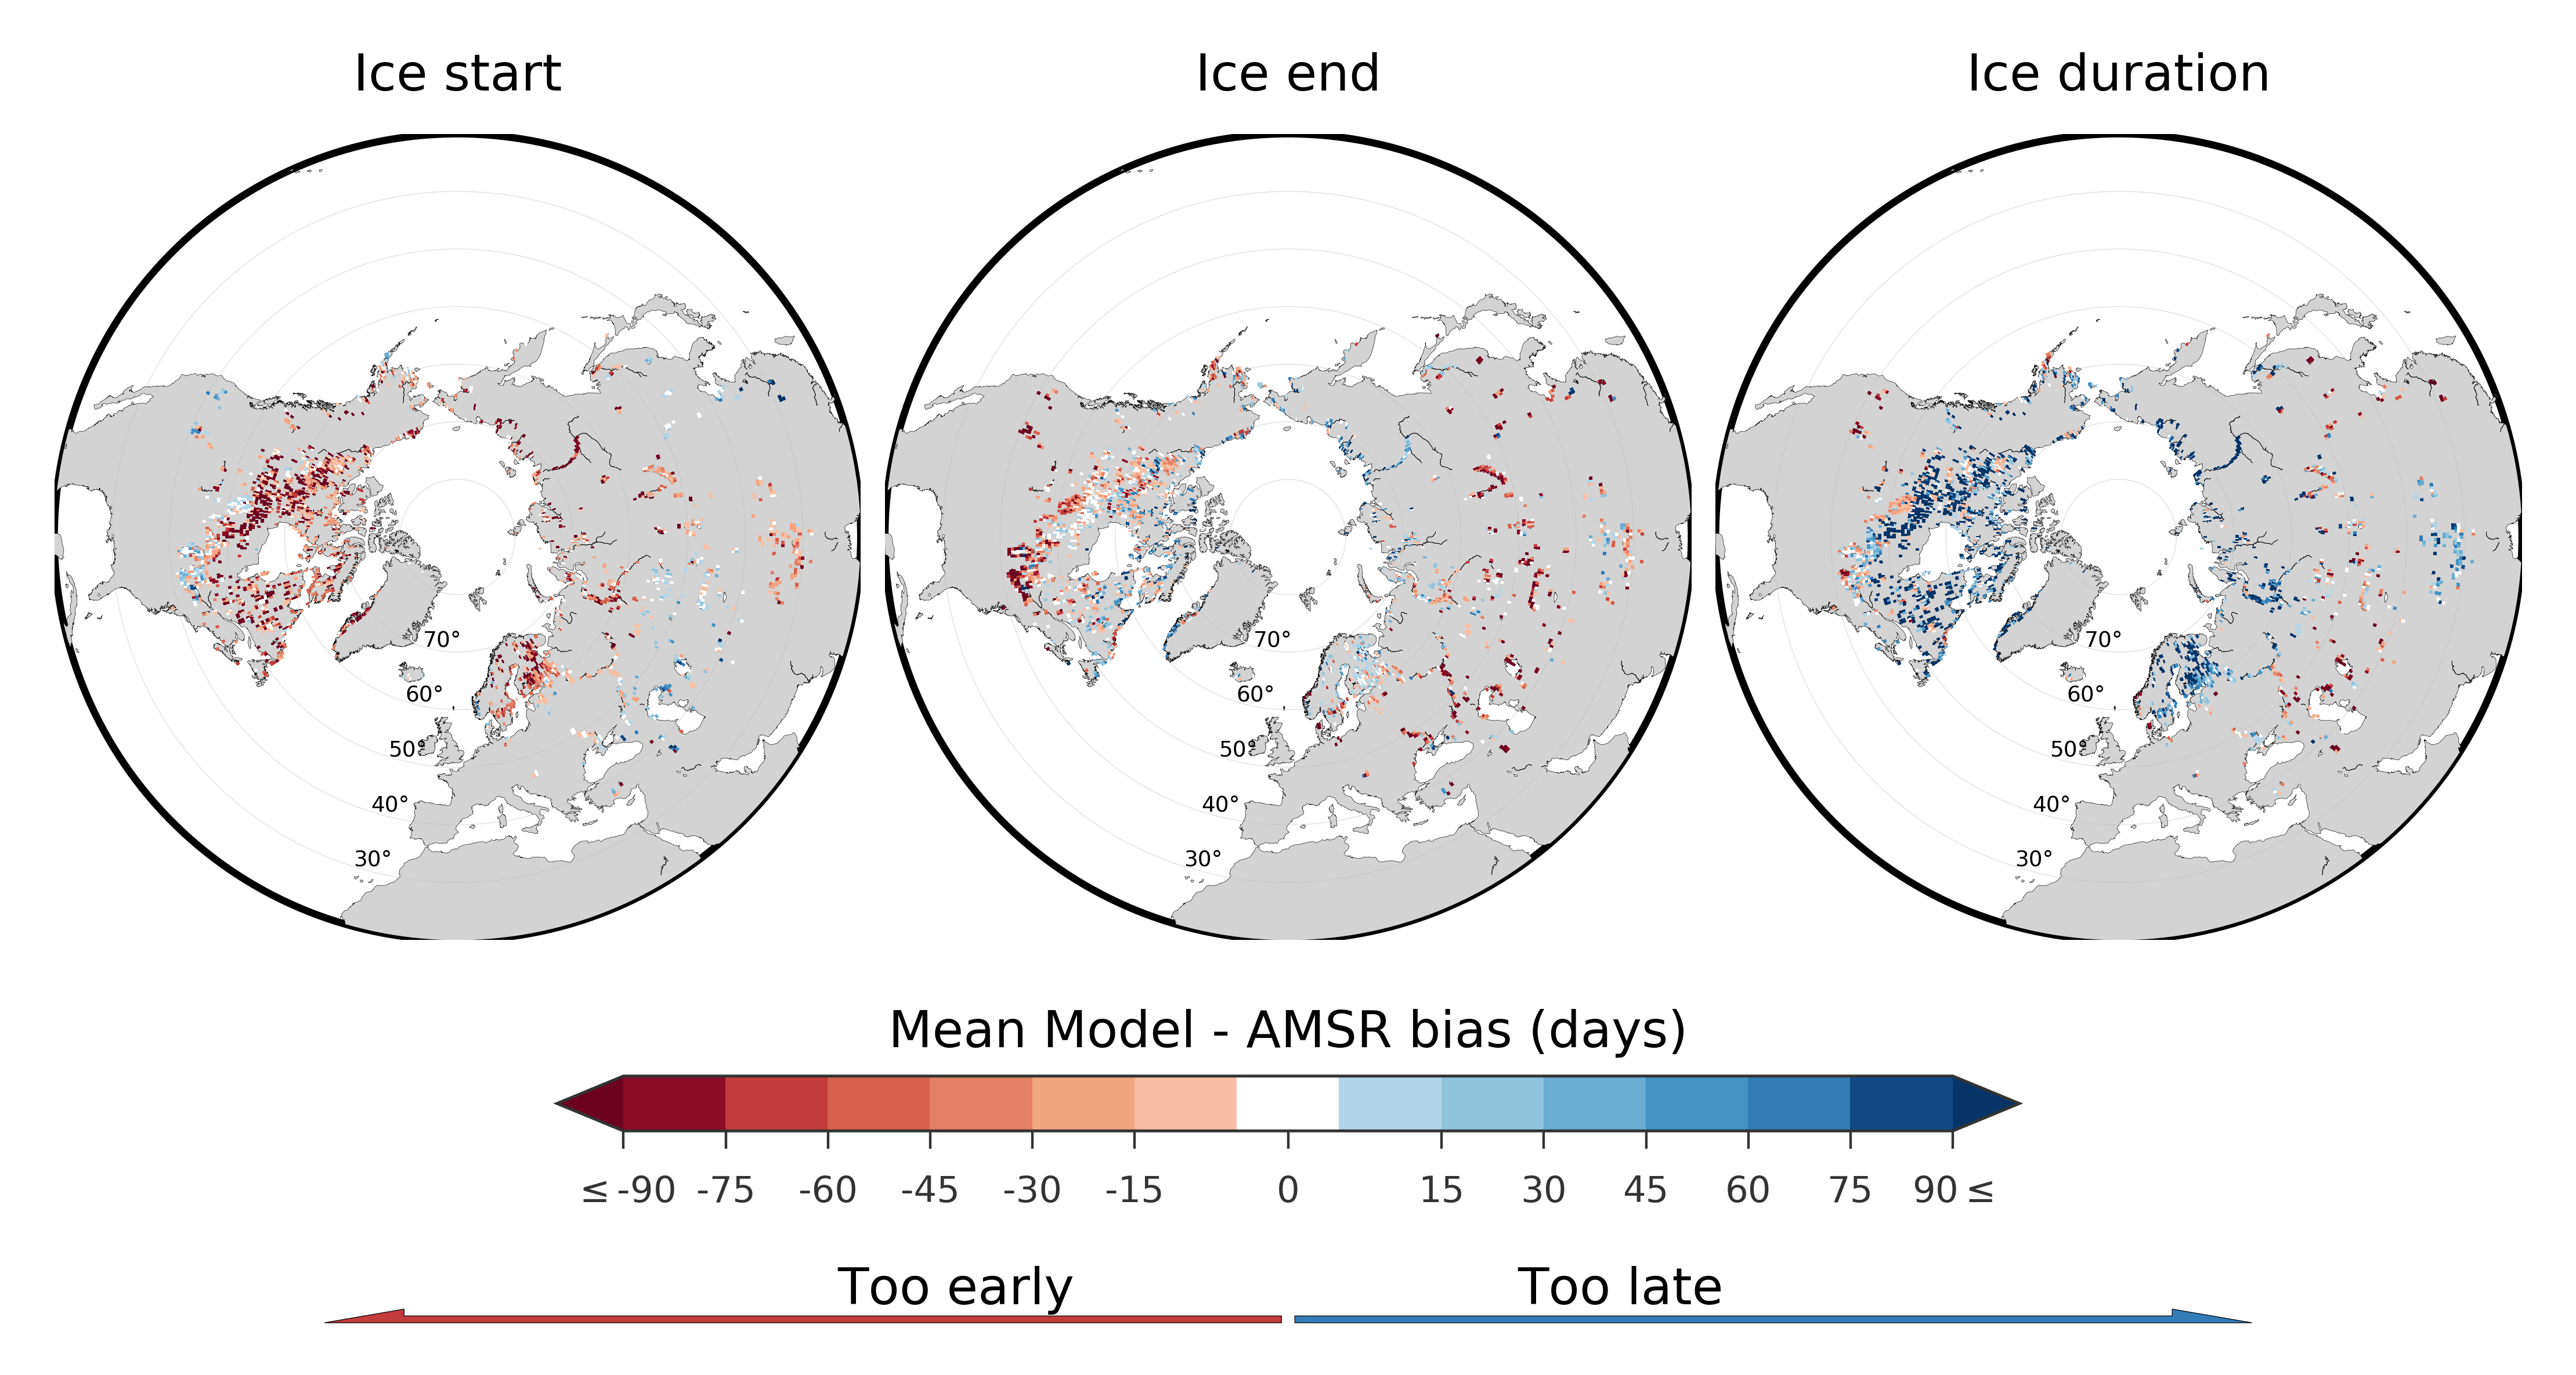 Ice start
Ice end
Ice duration
70°
60°
50°
40°
30°
70°
60°
50°
40°
30°
70°
60°
50°
40°
30°
Mean Model - AMSR bias (days)
≤ -90 -75 -60 -45 -30 -15 0 15 30 45 60 75 90 ≤
Too early
Too late